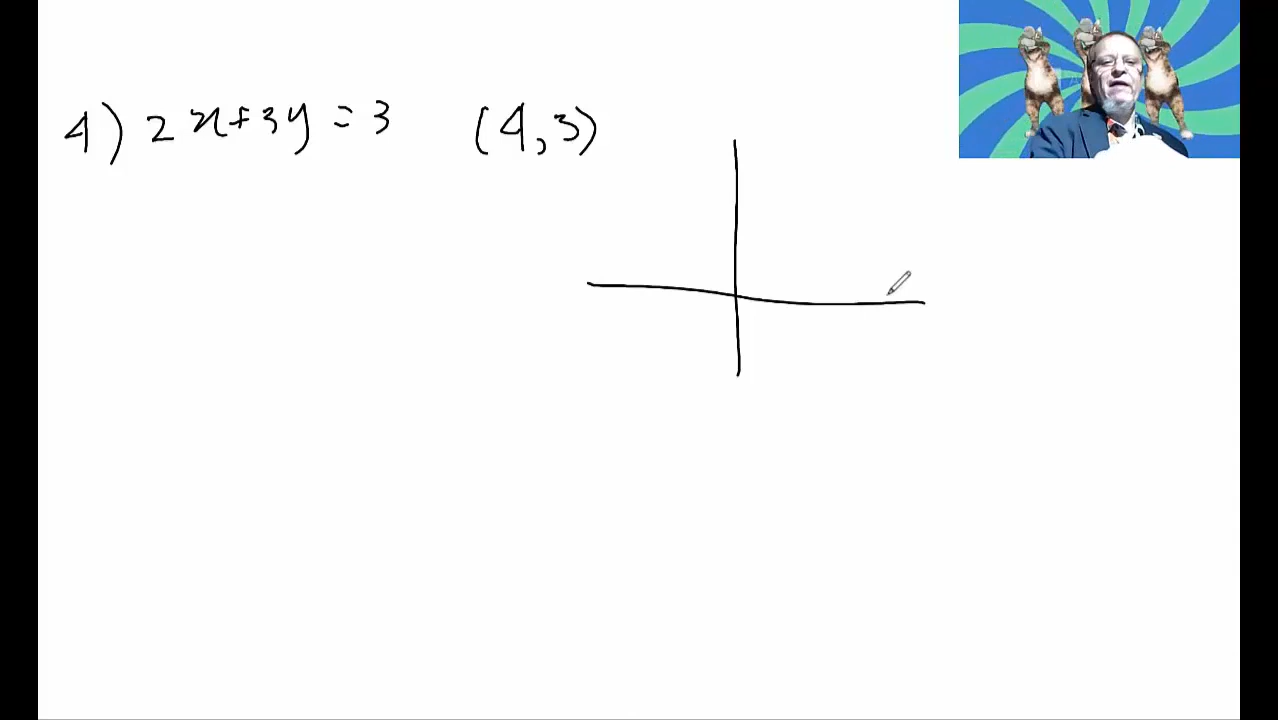 4) 2x+3y = 3 (4,3)